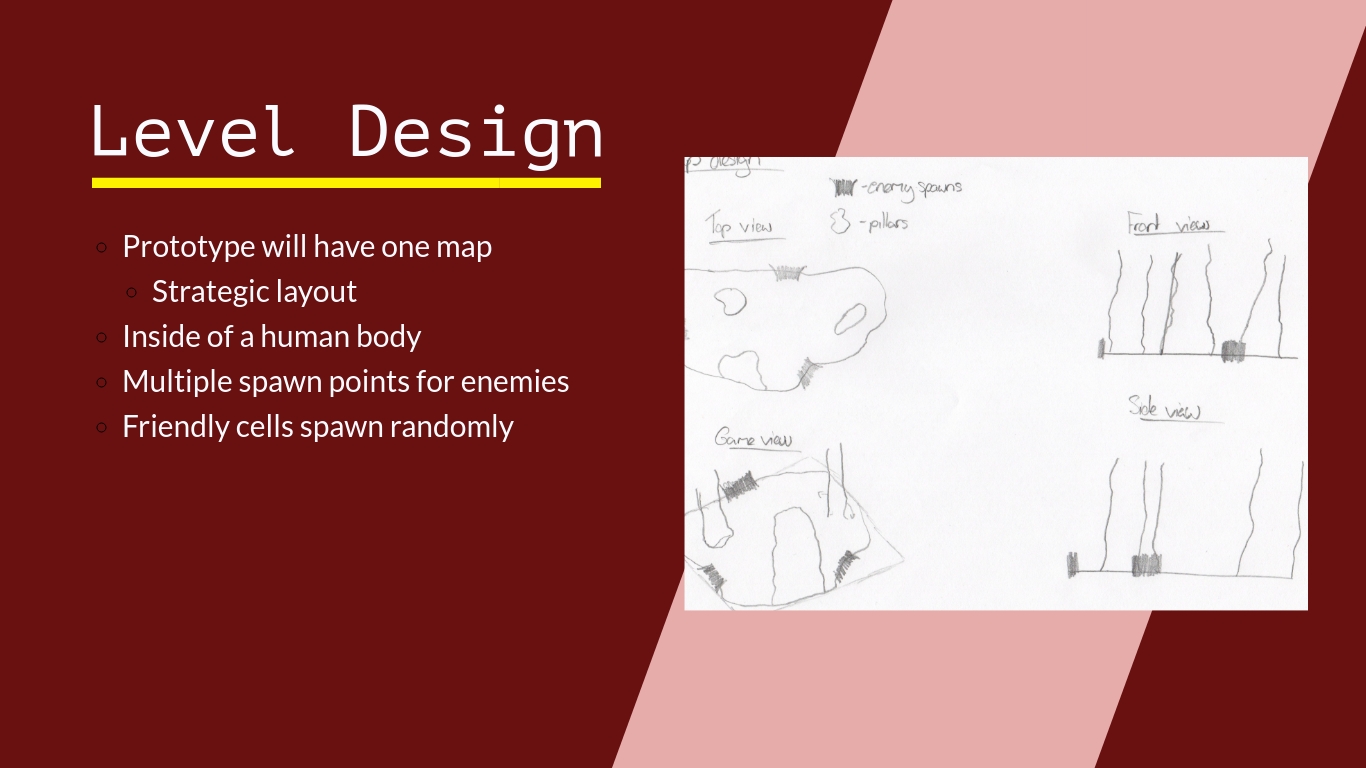 Level Design
Prototype will have one map
Strategic layout
Inside of a human body
Multiple spawn points for enemies
Friendly cells spawn randomly
design
-enemy spawns
Top view
-pillars
Front view
Side view
Game view